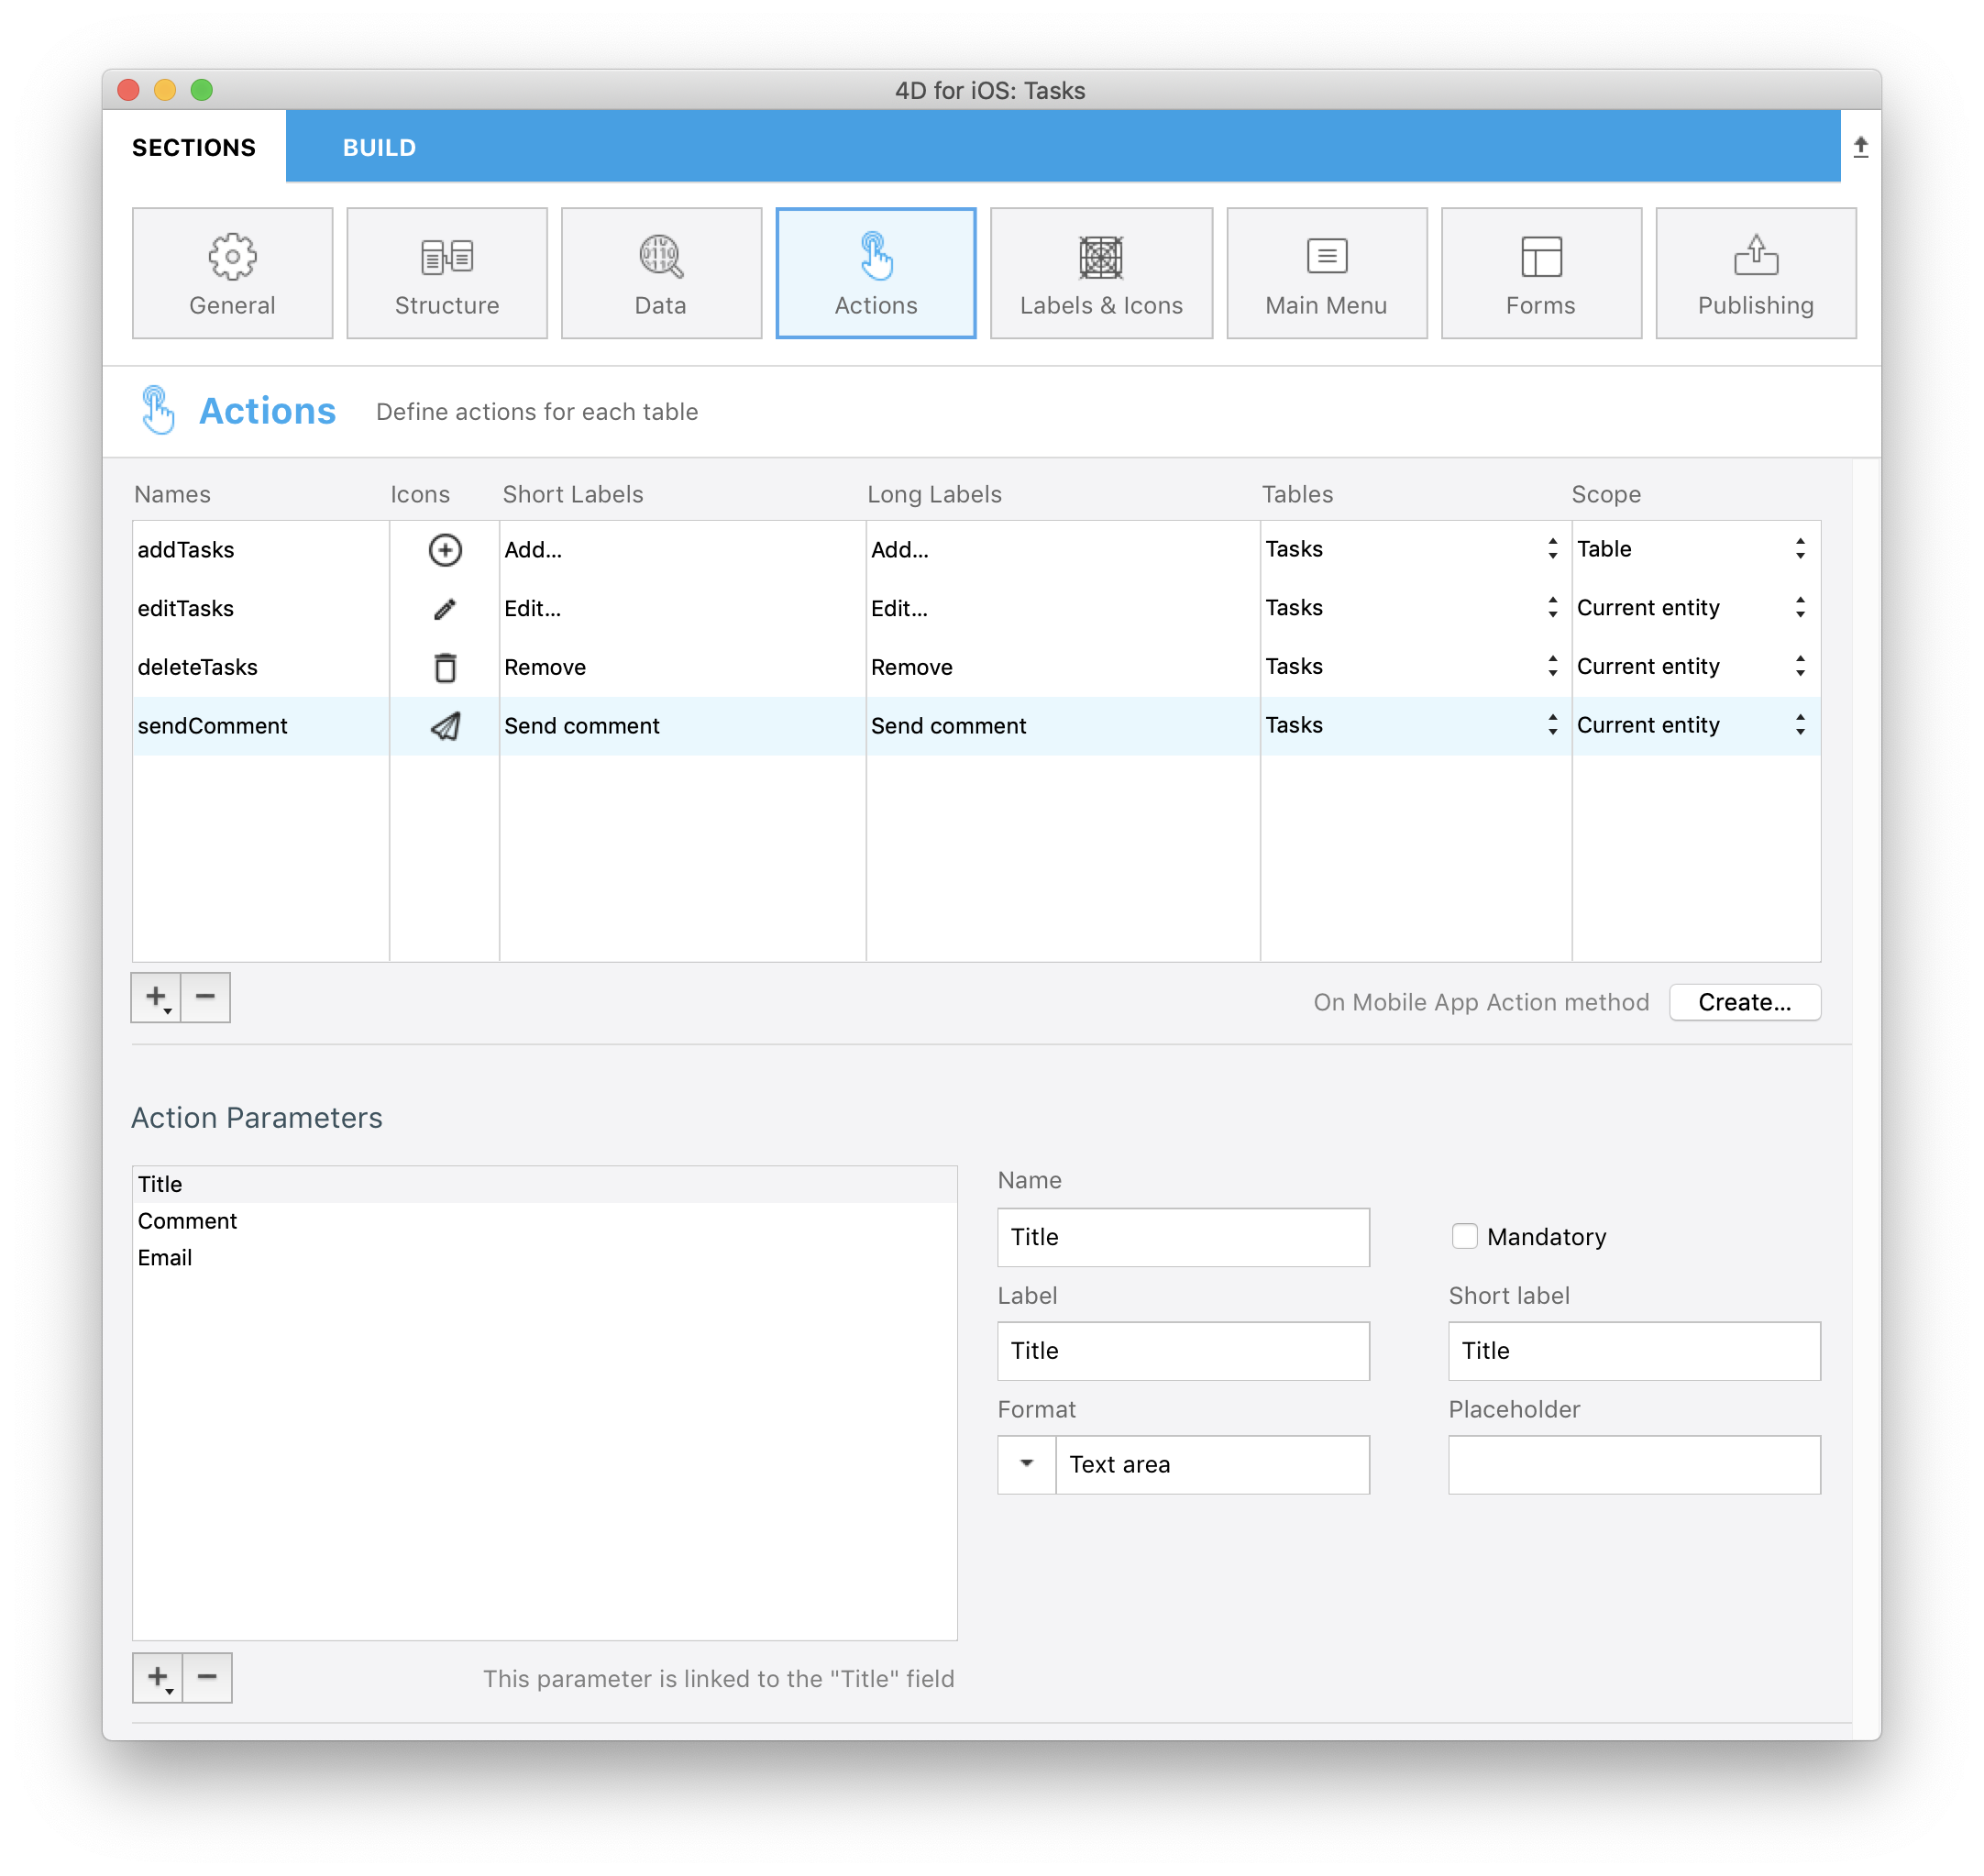 4D for iOS: Tasks
SECTIONS BUILD
General Structure Data Actions Labels & Icons Main Menu Forms Publishing
Actions Define actions for each table
Names Icons Short Labels Long Labels Tables Scope
addTasks Add... Add... Tasks Table
editTasks Edit... Edit... Tasks Current entity
deleteTasks Remove Remove Tasks Current entity
sendComment Send comment Send comment Tasks Current entity
On Mobile App Action method Create...
Action Parameters
Title
Comment
Email
Name
Title Mandatory
Label Short label
Title Title
Format Placeholder
Text area
This parameter is linked to the "Title" field